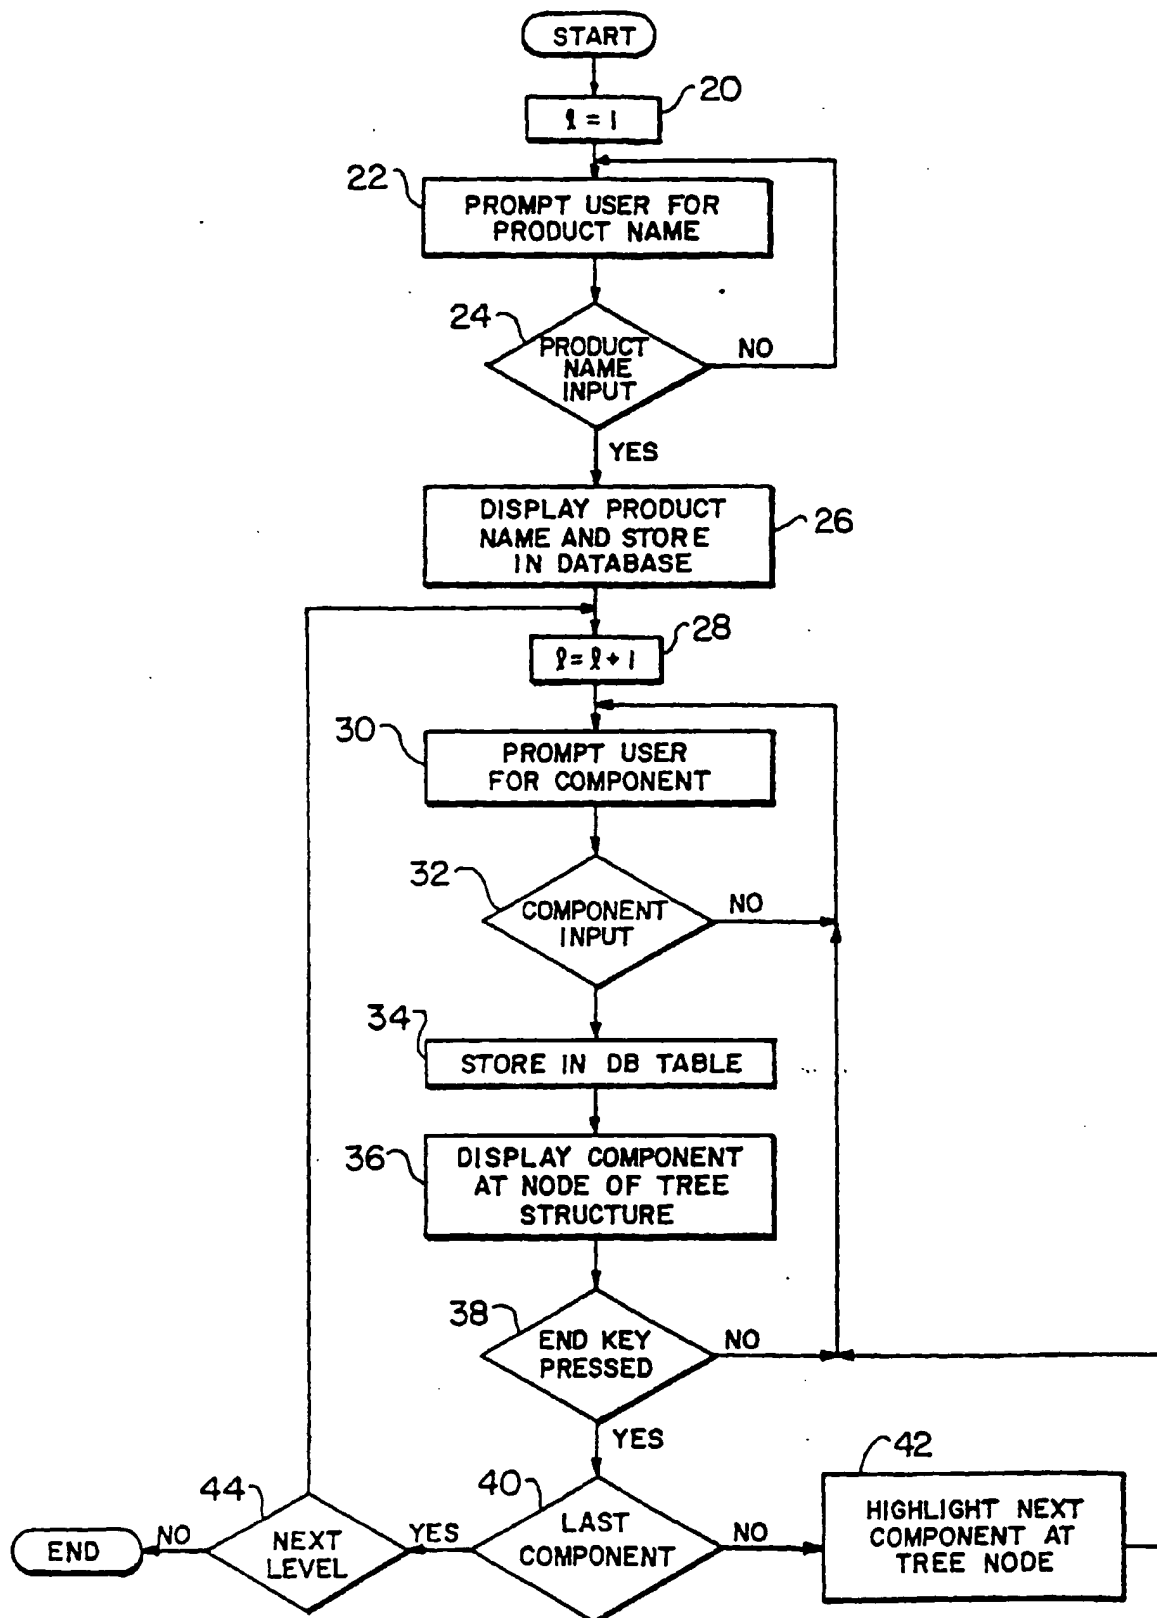 START
20
ℓ = 1
22
PROMPT USER FOR
PRODUCT NAME
24
PRODUCT
NAME
INPUT
NO
YES
DISPLAY PRODUCT
NAME AND STORE
IN DATABASE
26
28
ℓ = ℓ + 1
30
PROMPT USER
FOR COMPONENT
32
COMPONENT
INPUT
NO
34
STORE IN DB TABLE
36
DISPLAY COMPONENT
AT NODE OF TREE
STRUCTURE
38
END KEY
PRESSED
NO
YES
42
44
40
END
NO
NEXT
LEVEL
YES
LAST
COMPONENT
NO
HIGHLIGHT NEXT
COMPONENT AT
TREE NODE